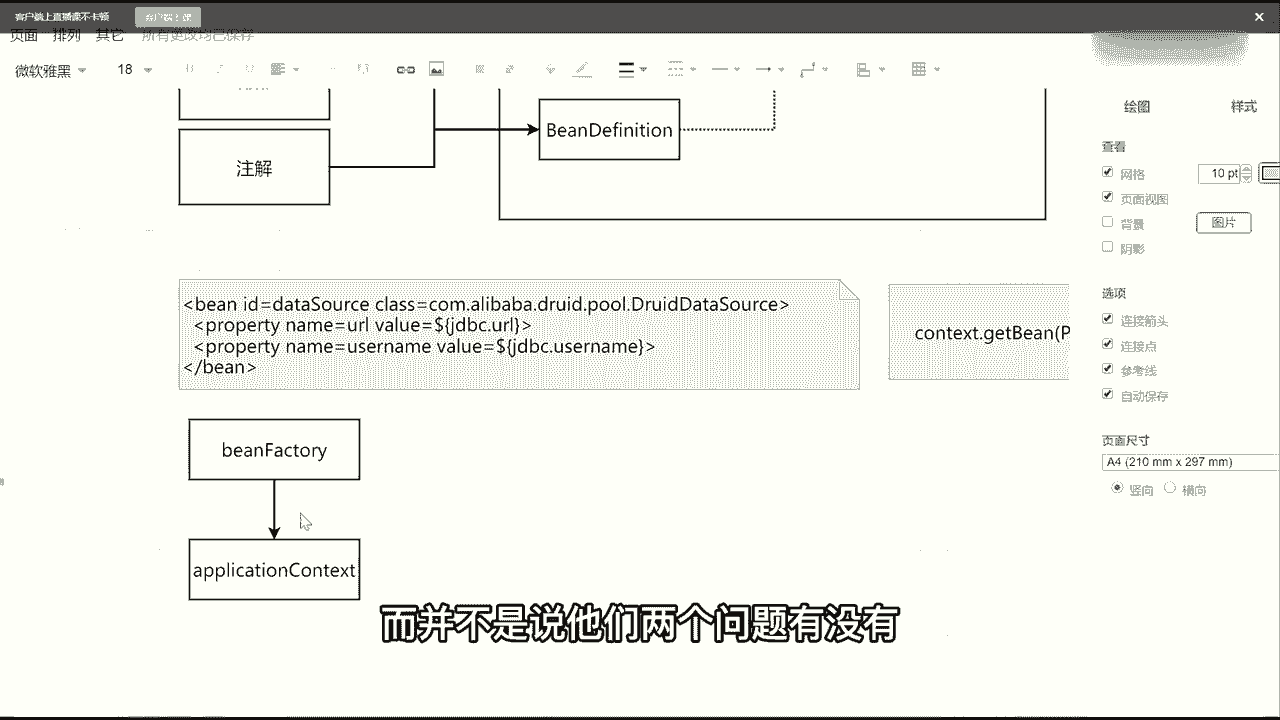 客户端上直播课不卡顿
客户端上课
页面 排列 其它 所有更改均已保存
微软雅黑 18
绘图 样式
BeanDefinition
注解
查看
网格 10 pt
页面视图
背景 图片
阴影
选项
连接箭头
连接点
参考线
自动保存
页面尺寸
A4 (210 mm x 297 mm)
竖向 横向
<bean id=dataSource class=com.alibaba.druid.pool.DruidDataSource>
<property name=url value=${jdbc.url}>
<property name=username value=${jdbc.username}>
</bean>
context.getBean(P
beanFactory
applicationContext
而并不是说他们两个问题有没有